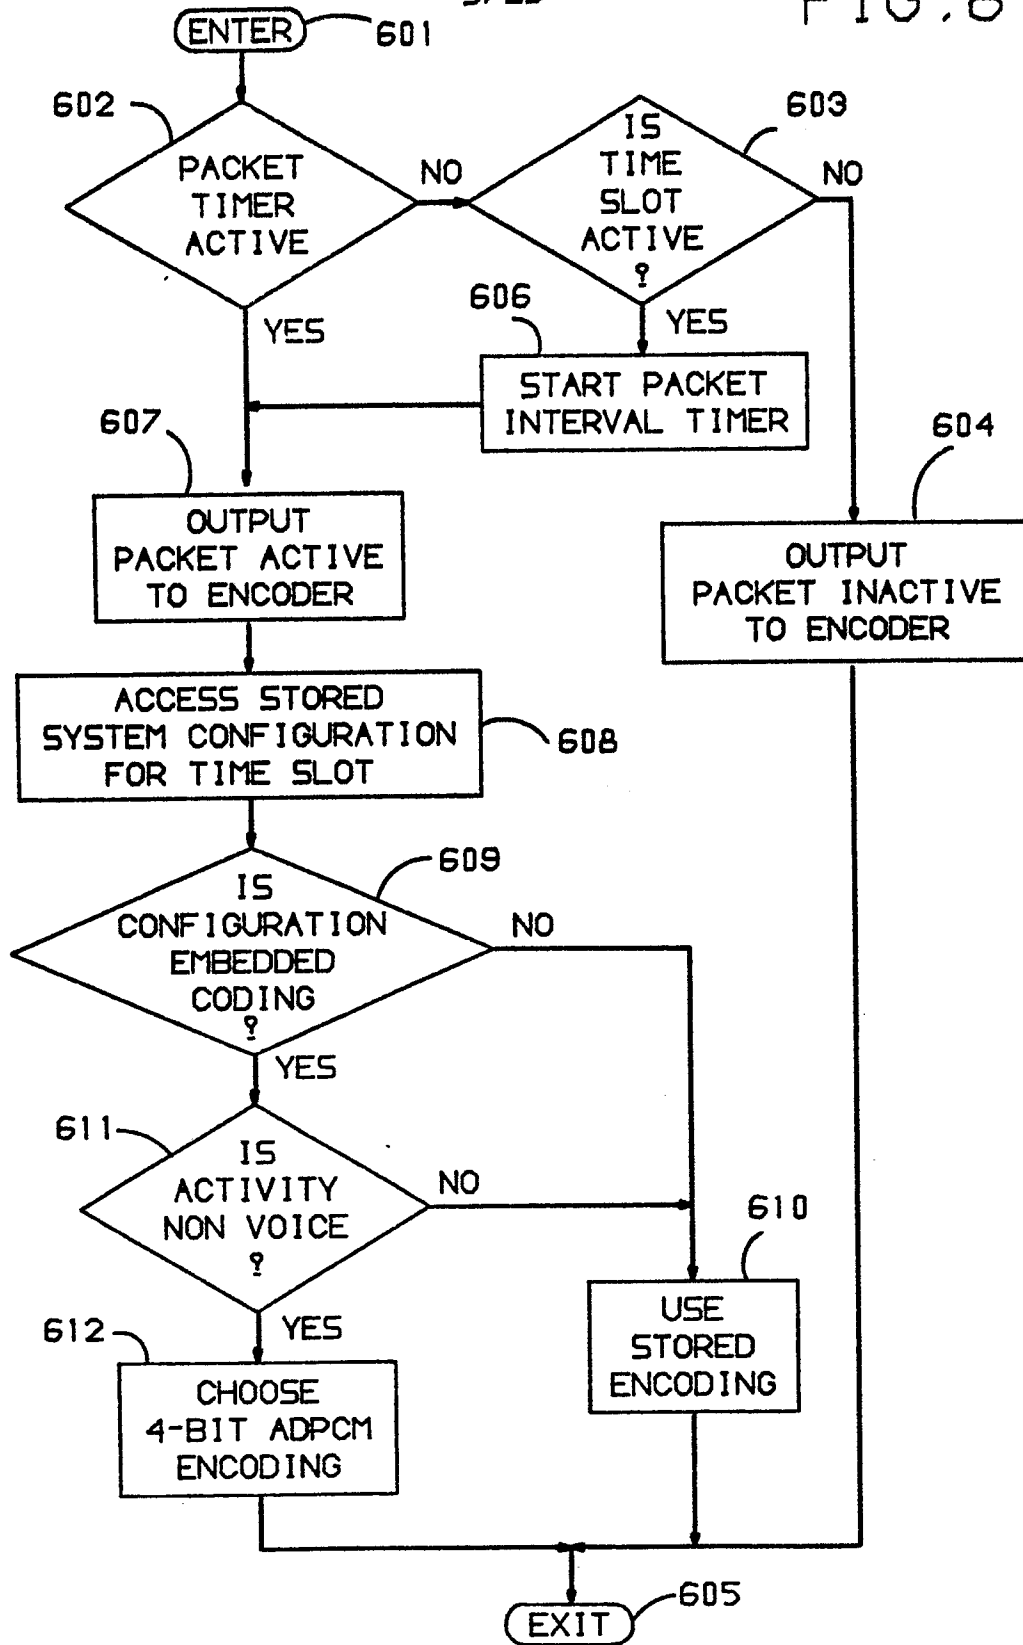 FIG.6
ENTER
601
602
PACKET
TIMER
ACTIVE
NO
YES
603
IS
TIME
SLOT
ACTIVE
?
NO
YES
606
START PACKET
INTERVAL TIMER
604
OUTPUT
PACKET INACTIVE
TO ENCODER
607
OUTPUT
PACKET ACTIVE
TO ENCODER
ACCESS STORED
SYSTEM CONFIGURATION
FOR TIME SLOT
608
609
IS
CONFIGURATION
EMBEDDED
CODING
?
NO
YES
611
IS
ACTIVITY
NON VOICE
?
NO
YES
610
USE
STORED
ENCODING
612
CHOOSE
4-BIT ADPCM
ENCODING
EXIT
605